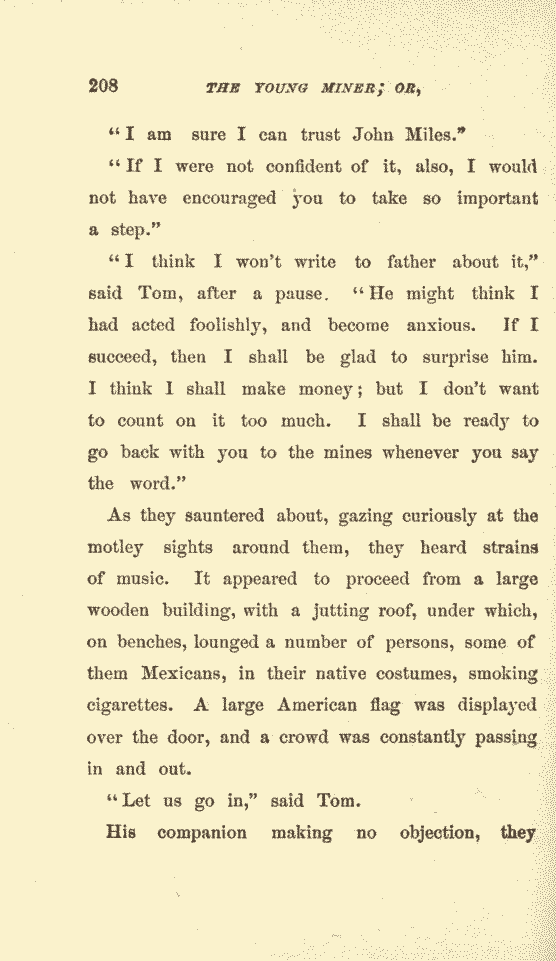 208 THE YOUNG MINER; OR,
“I am sure I can trust John Miles.”
“If I were not confident of it, also, I would
not have encouraged you to take so important
a step.”
“I think I won't write to father about it,”
said Tom, after a pause. “He might think I
had acted foolishly, and become anxious. If I
succeed, then I shall be glad to surprise him.
I think I shall make money; but I don't want
to count on it too much. I shall be ready to
go back with you to the mines whenever you say
the word.”
As they sauntered about, gazing curiously at the
motley sights around them, they heard strains
of music. It appeared to proceed from a large
wooden building, with a jutting roof, under which,
on benches, lounged a number of persons, some of
them Mexicans, in their native costumes, smoking
cigarettes. A large American flag was displayed
over the door, and a crowd was constantly passing
in and out.
“Let us go in,” said Tom.
His companion making no objection, they